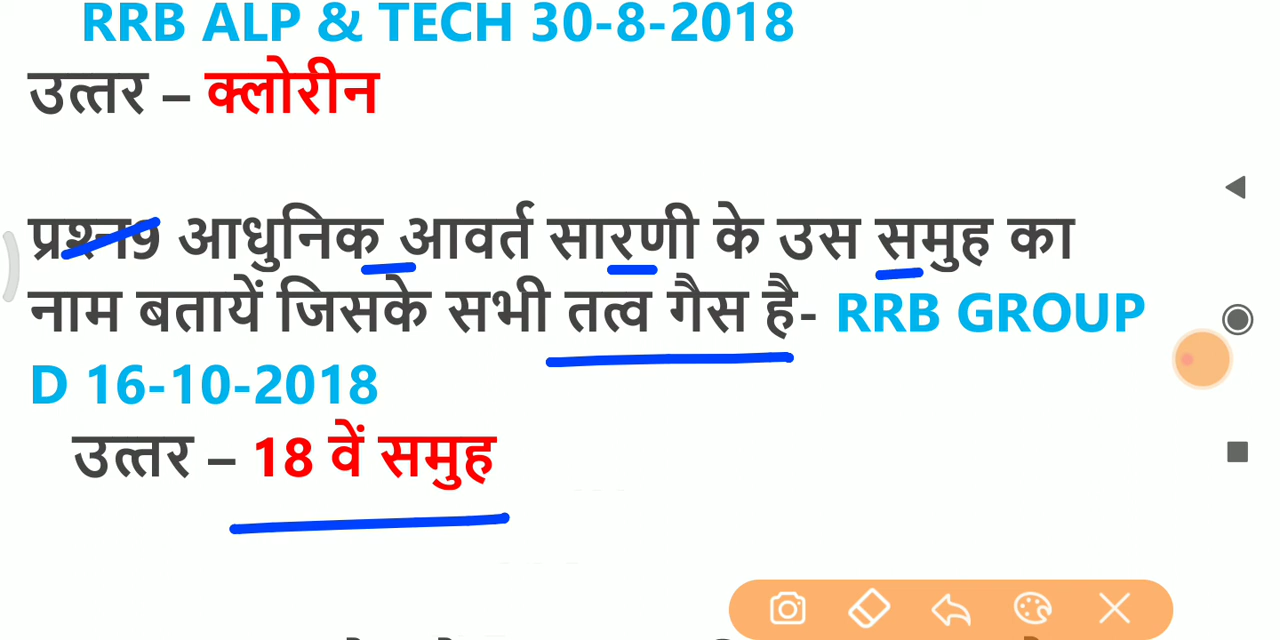 RRB ALP & TECH 30-8-2018
उत्तर – क्लोरीन
प्रश्न9 आधुनिक आवर्त सारणी के उस समुह का
नाम बतायें जिसके सभी तत्व गैस है- RRB GROUP
D 16-10-2018
उत्तर – 18 वें समुह